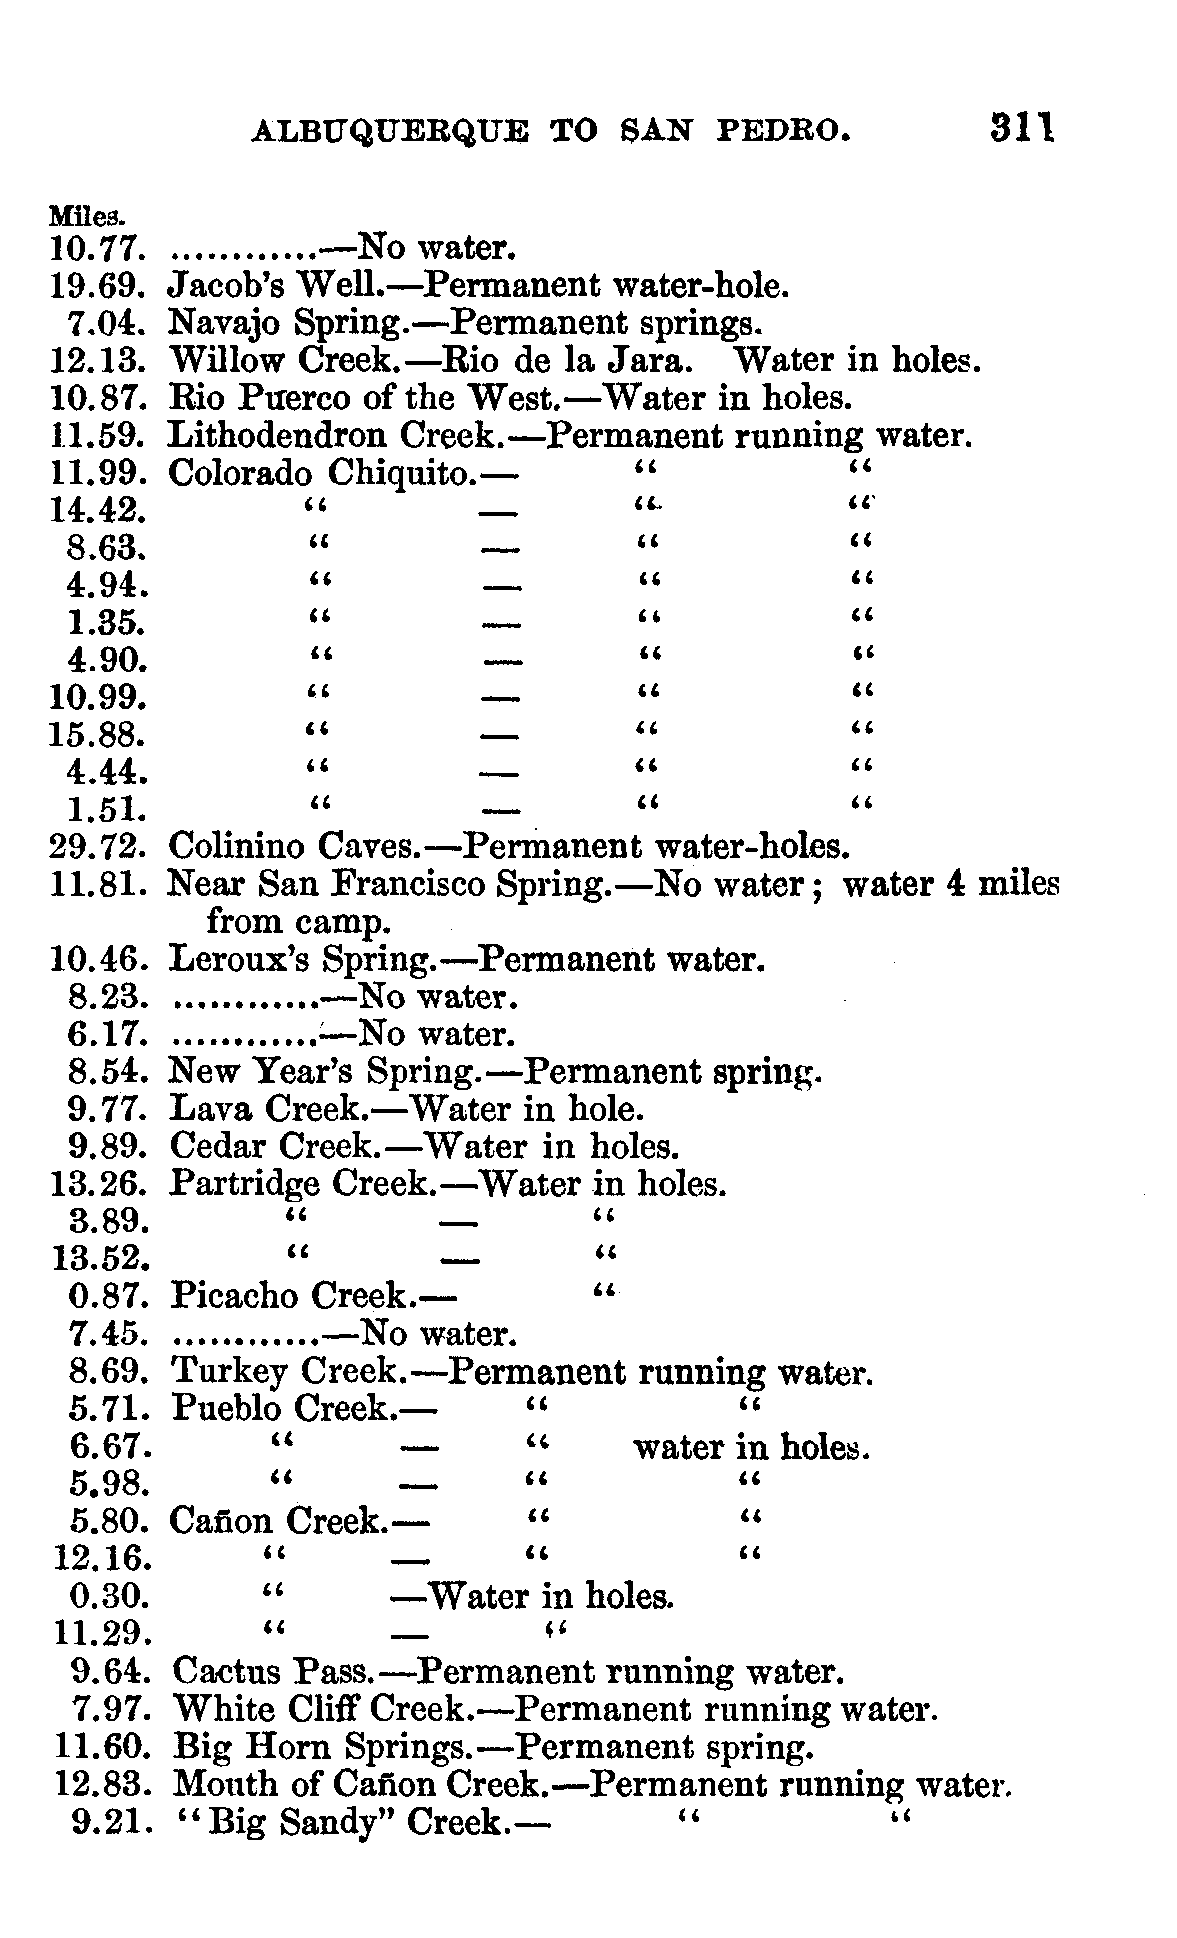 ALBUQUERQUE TO SAN PEDRO. 311
Miles.
10.77. ............—No water.
19.69. Jacob's Well.—Permanent water-hole.
7.04. Navajo Spring.—Permanent springs.
12.13. Willow Creek.—Rio de la Jara. Water in holes.
10.87. Rio Puerco of the West.—Water in holes.
11.59. Lithodendron Creek.—Permanent running water.
11.99. Colorado Chiquito.— “ “
14.42. “ — “ “
8.63. “ — “ “
4.94. “ — “ “
1.35. “ — “ “
4.90. “ — “ “
10.99. “ — “ “
15.88. “ — “ “
4.44. “ — “ “
1.51. “ — “ “
29.72. Colinino Caves.—Permanent water-holes.
11.81. Near San Francisco Spring.—No water; water 4 miles
from camp.
10.46. Leroux's Spring.—Permanent water.
8.23. ............—No water.
6.17. ............—No water.
8.54. New Year's Spring.—Permanent spring.
9.77. Lava Creek.—Water in hole.
9.89. Cedar Creek.—Water in holes.
13.26. Partridge Creek.—Water in holes.
3.89. “ — “
13.52. “ — “
0.87. Picacho Creek.— “
7.45. ............—No water.
8.69. Turkey Creek.—Permanent running water.
5.71. Pueblo Creek.— “ “
6.67. “ — “ water in holes.
5.98. “ — “ “
5.80. Cañon Creek.— “ “
12.16. “ — “ “
0.30. “ —Water in holes.
11.29. “ — “
9.64. Cactus Pass.—Permanent running water.
7.97. White Cliff Creek.—Permanent running water.
11.60. Big Horn Springs.—Permanent spring.
12.83. Mouth of Cañon Creek.—Permanent running water.
9.21. “Big Sandy” Creek.— “ “